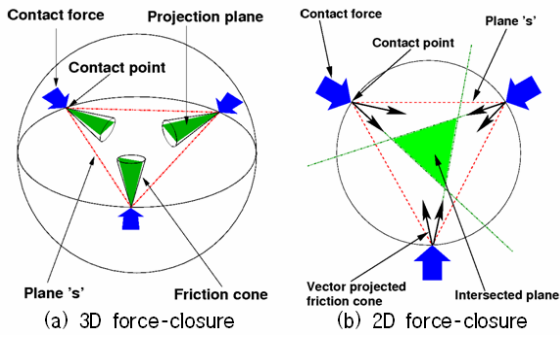 Contact force
Projection plane
Contact point
Plane 's'
Friction cone
(a) 3D force-closure
Contact force
Plane 's'
Contact point
Vector projected
friction cone
Intersected plane
(b) 2D force-closure